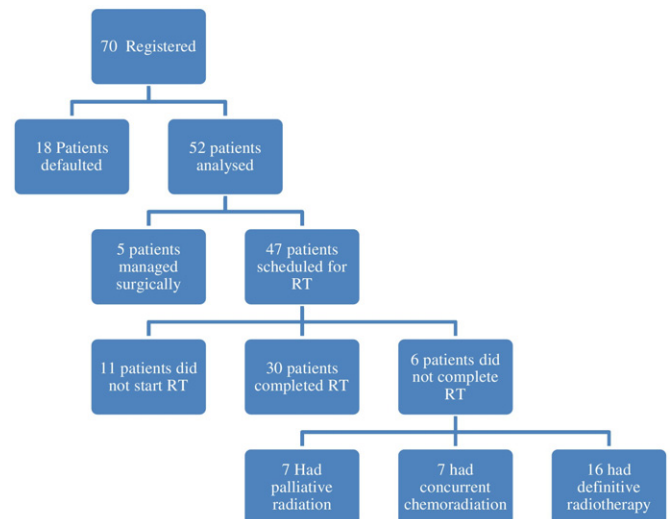 70 Registered
18 Patients
defaulted
52 patients
analysed
5 patients
managed
surgically
47 patients
scheduled for
RT
11 patients did
not start RT
30 patients
completed RT
6 patients did
not complete
RT
7 Had
palliative
radiation
7 had
concurrent
chemoradiation
16 had
definitive
radiotherapy